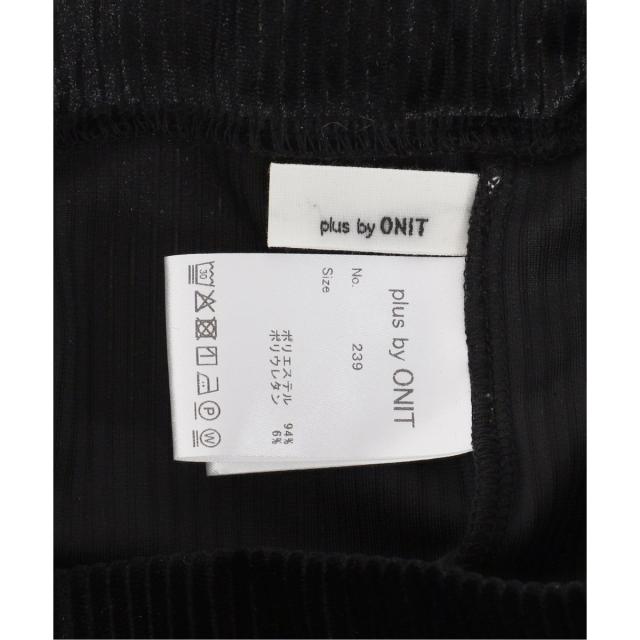 plus by ONIT
plus by ONIT
No. 239
Size
ポリエステル 94%
ポリウレタン 6%
30
P
W